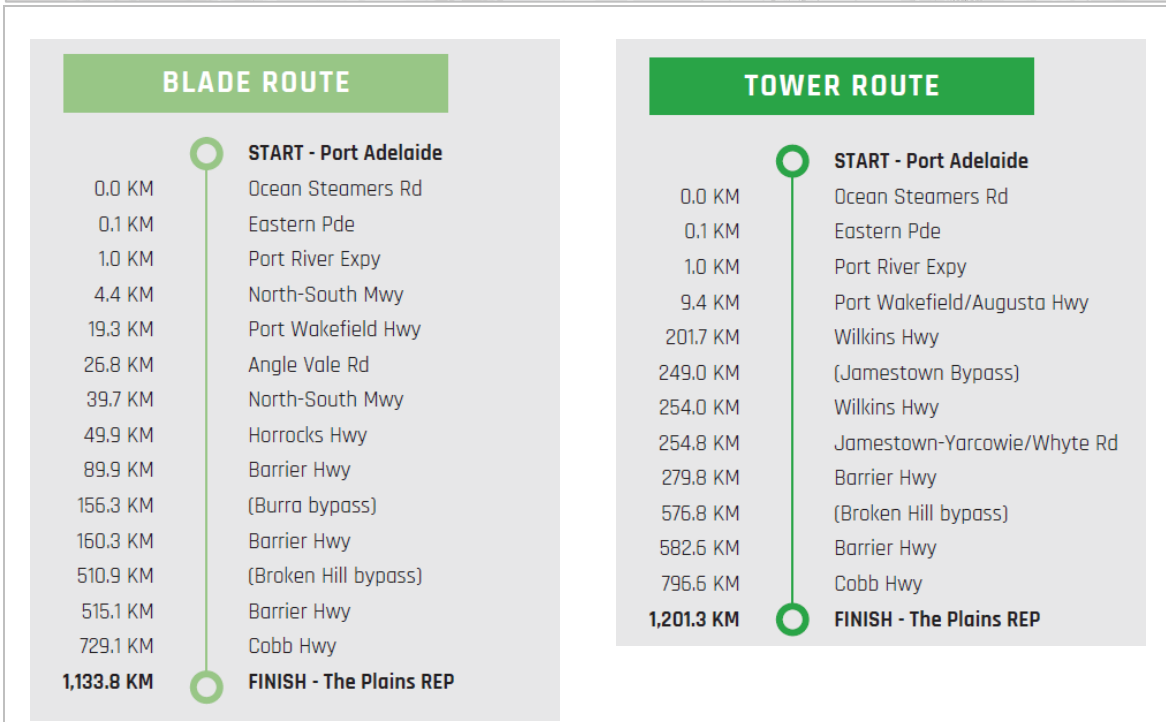 BLADE ROUTE
START - Port Adelaide
0.0 KM Ocean Steamers Rd
0.1 KM Eastern Pde
1.0 KM Port River Expy
4.4 KM North-South Mwy
19.3 KM Port Wakefield Hwy
26.8 KM Angle Vale Rd
39.7 KM North-South Mwy
49.9 KM Horrocks Hwy
89.9 KM Barrier Hwy
156.3 KM (Burra bypass)
160.3 KM Barrier Hwy
510.9 KM (Broken Hill bypass)
515.1 KM Barrier Hwy
729.1 KM Cobb Hwy
1,133.8 KM FINISH - The Plains REP
TOWER ROUTE
START - Port Adelaide
0.0 KM Ocean Steamers Rd
0.1 KM Eastern Pde
1.0 KM Port River Expy
9.4 KM Port Wakefield/Augusta Hwy
201.7 KM Wilkins Hwy
249.0 KM (Jamestown Bypass)
254.0 KM Wilkins Hwy
254.8 KM Jamestown-Yarcowie/Whyte Rd
279.8 KM Barrier Hwy
576.8 KM (Broken Hill bypass)
582.6 KM Barrier Hwy
796.6 KM Cobb Hwy
1,201.3 KM FINISH - The Plains REP